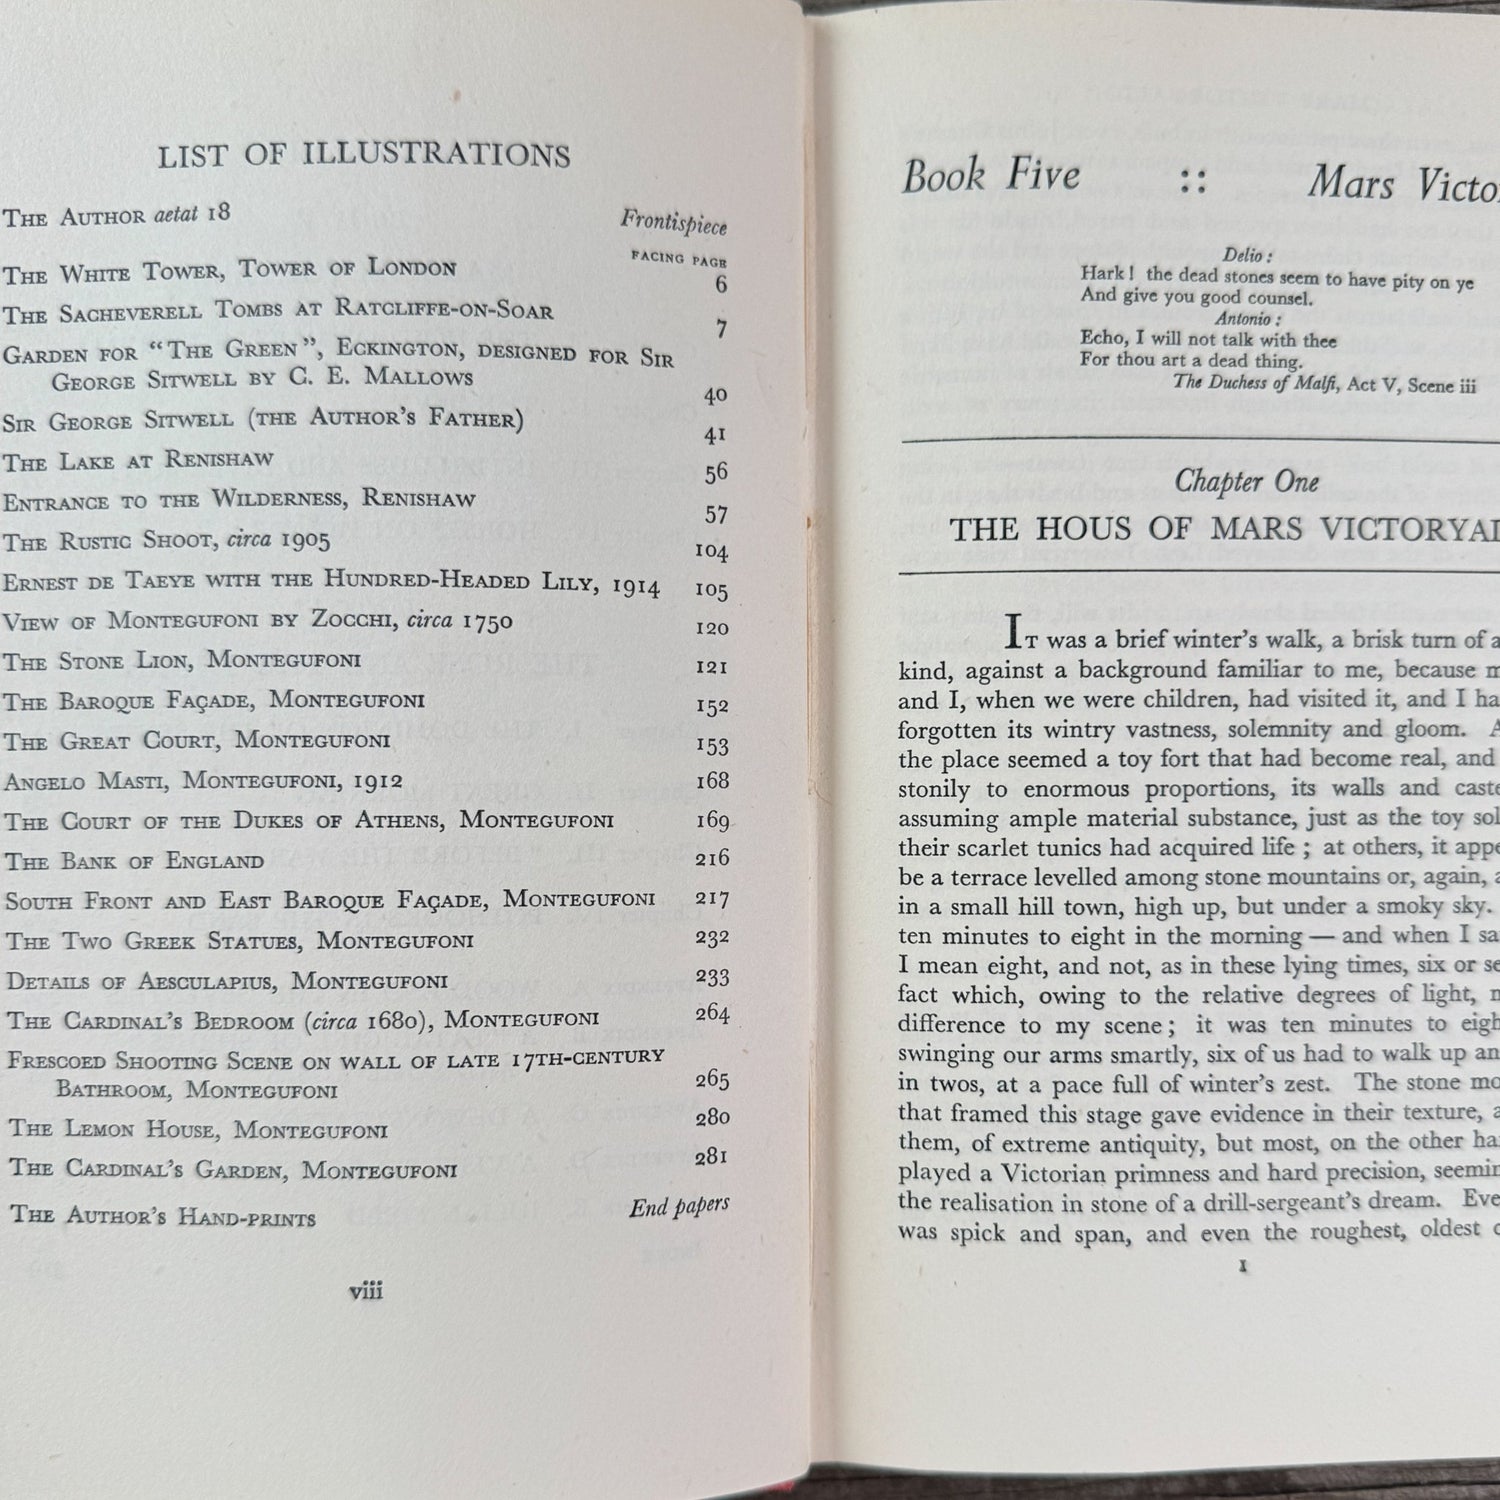 LIST OF ILLUSTRATIONS
THE AUTHOR aetat 18 Frontispiece
FACING PAGE
THE WHITE TOWER, TOWER OF LONDON 6
THE SACHEVERELL TOMBS AT RATCLIFFE-ON-SOAR 7
GARDEN FOR "THE GREEN", ECKINGTON, DESIGNED FOR SIR
GEORGE SITWELL BY C. E. MALLOWS 40
SIR GEORGE SITWELL (THE AUTHOR'S FATHER) 41
THE LAKE AT RENISHAW 56
ENTRANCE TO THE WILDERNESS, RENISHAW 57
THE RUSTIC SHOOT, circa 1905 104
ERNEST DE TAEYE WITH THE HUNDRED-HEADED LILY, 1914 105
VIEW OF MONTEGUFONI BY ZOCCHI, circa 1750 120
THE STONE LION, MONTEGUFONI 121
THE BAROQUE FAÇADE, MONTEGUFONI 152
THE GREAT COURT, MONTEGUFONI 153
ANGELO MASTI, MONTEGUFONI, 1912 168
THE COURT OF THE DUKES OF ATHENS, MONTEGUFONI 169
THE BANK OF ENGLAND 216
SOUTH FRONT AND EAST BAROQUE FAÇADE, MONTEGUFONI 217
THE TWO GREEK STATUES, MONTEGUFONI 232
DETAILS OF AESCULAPIUS, MONTEGUFONI 233
THE CARDINAL'S BEDROOM (circa 1680), MONTEGUFONI 264
FRESCOED SHOOTING SCENE ON WALL OF LATE 17TH-CENTURY
BATHROOM, MONTEGUFONI 265
THE LEMON HOUSE, MONTEGUFONI 280
THE CARDINAL'S GARDEN, MONTEGUFONI 281
THE AUTHOR'S HAND-PRINTS End papers
viii
Book Five :: Mars Victo
Delio :
Hark! the dead stones seem to have pity on ye
And give you good counsel.
Antonio :
Echo, I will not talk with thee
For thou art a dead thing.
The Duchess of Malfi, Act V, Scene iii
Chapter One
THE HOUS OF MARS VICTORYAL
IT was a brief winter's walk, a brisk turn of a
kind, against a background familiar to me, because m
and I, when we were children, had visited it, and I ha
forgotten its wintry vastness, solemnity and gloom. A
the place seemed a toy fort that had become real, and
stonily to enormous proportions, its walls and caste
assuming ample material substance, just as the toy sol
their scarlet tunics had acquired life ; at others, it appe
be a terrace levelled among stone mountains or, again, a
in a small hill town, high up, but under a smoky sky.
ten minutes to eight in the morning — and when I sa
I mean eight, and not, as in these lying times, six or se
fact which, owing to the relative degrees of light, m
difference to my scene ; it was ten minutes to eigh
swinging our arms smartly, six of us had to walk up an
in twos, at a pace full of winter's zest. The stone mo
that framed this stage gave evidence in their texture, a
them, of extreme antiquity, but most, on the other ha
played a Victorian primness and hard precision, seemin
the realisation in stone of a drill-sergeant's dream. Eve
was spick and span, and even the roughest, oldest c
1